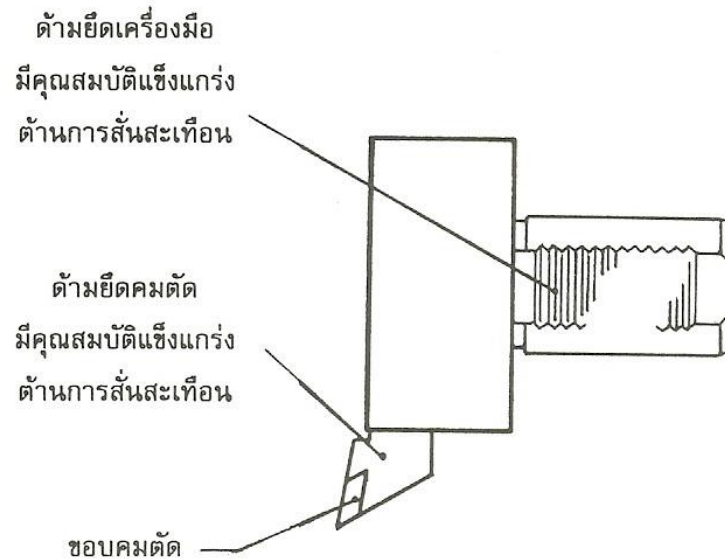 ด้ามยึดเครื่องมือ
มีคุณสมบัติแข็งแกร่ง
ต้านการสั่นสะเทือน
ด้ามยึดคมตัด
มีคุณสมบัติแข็งแกร่ง
ต้านการสั่นสะเทือน
ขอบคมตัด